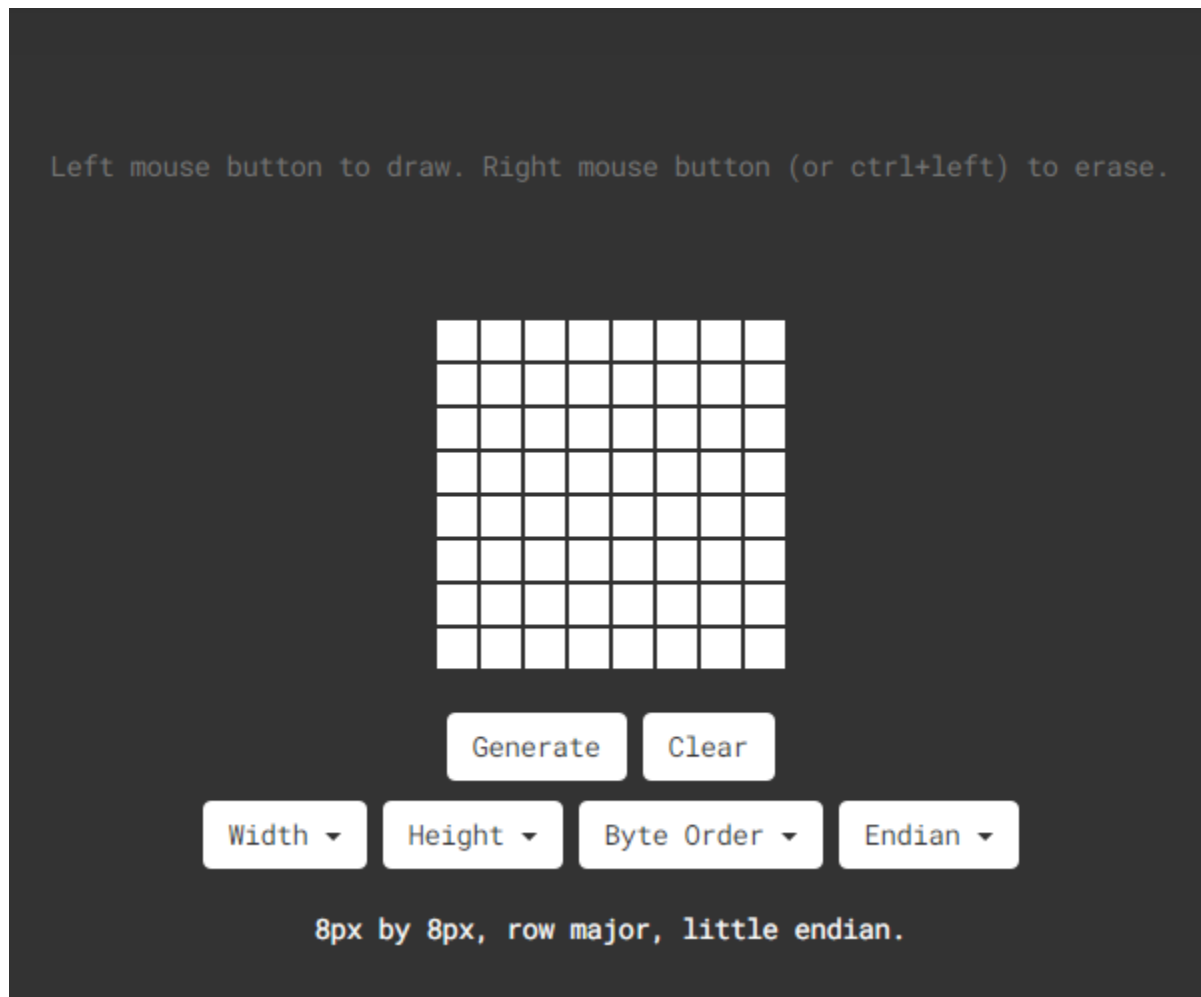 Left mouse button to draw. Right mouse button (or ctrl+left) to erase.
Generate Clear
Width Height Byte Order Endian
8px by 8px, row major, little endian.